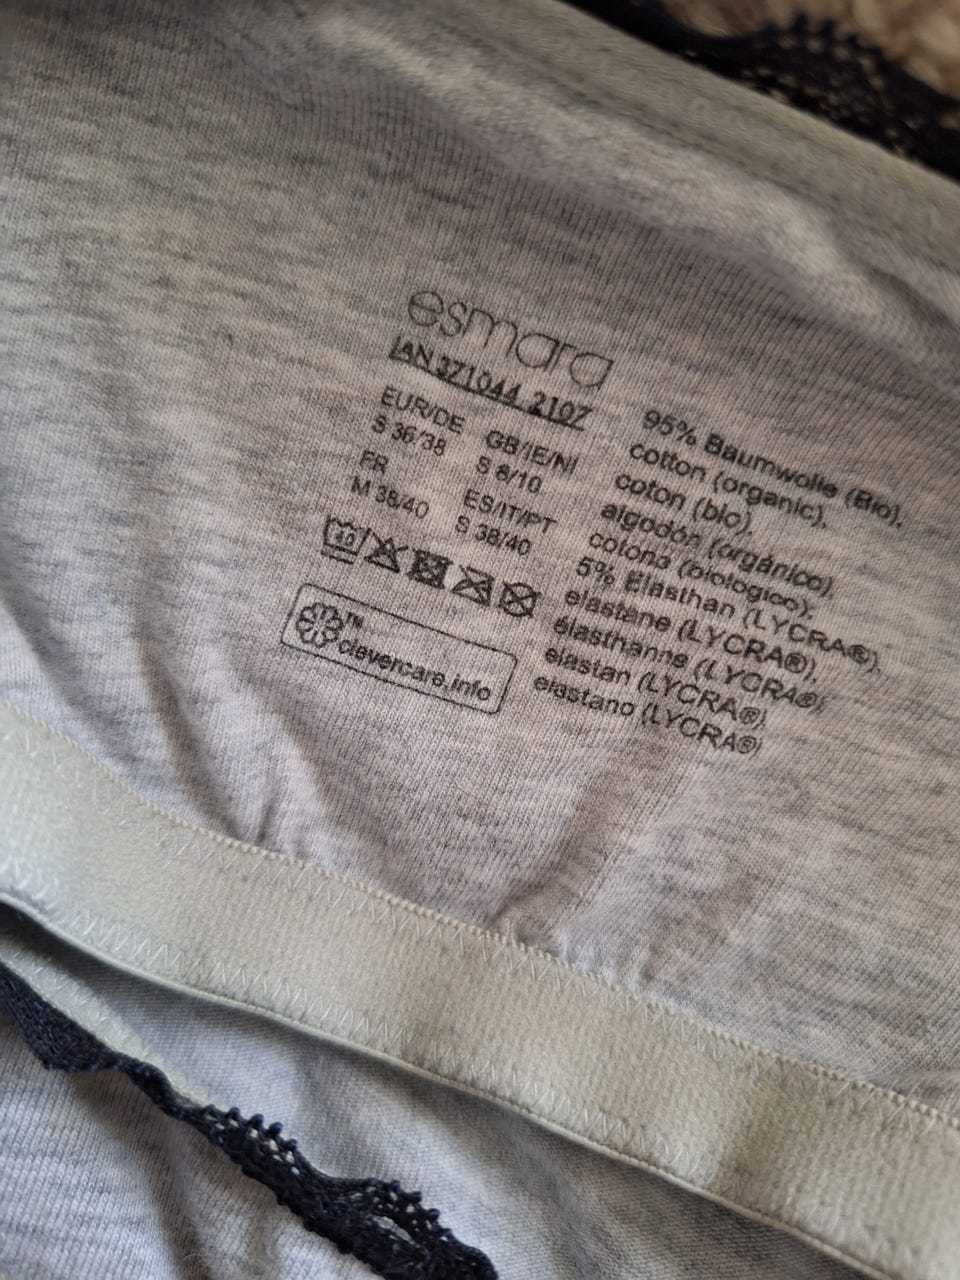 esmara
IAN 371044_2107
EUR/DE
S 36/38
GB/IE/NI
S 8/10
FR
M 38/40
ES/IT/PT
S 38/40
40
™
clevercare.info
95% Baumwolle (Bio),
cotton (organic),
coton (bio),
algodón (orgánico),
cotone (biologico);
5% Elasthan (LYCRA®),
elastane (LYCRA®),
élasthanne (LYCRA®),
elastán (LYCRA®),
elastano (LYCRA®)